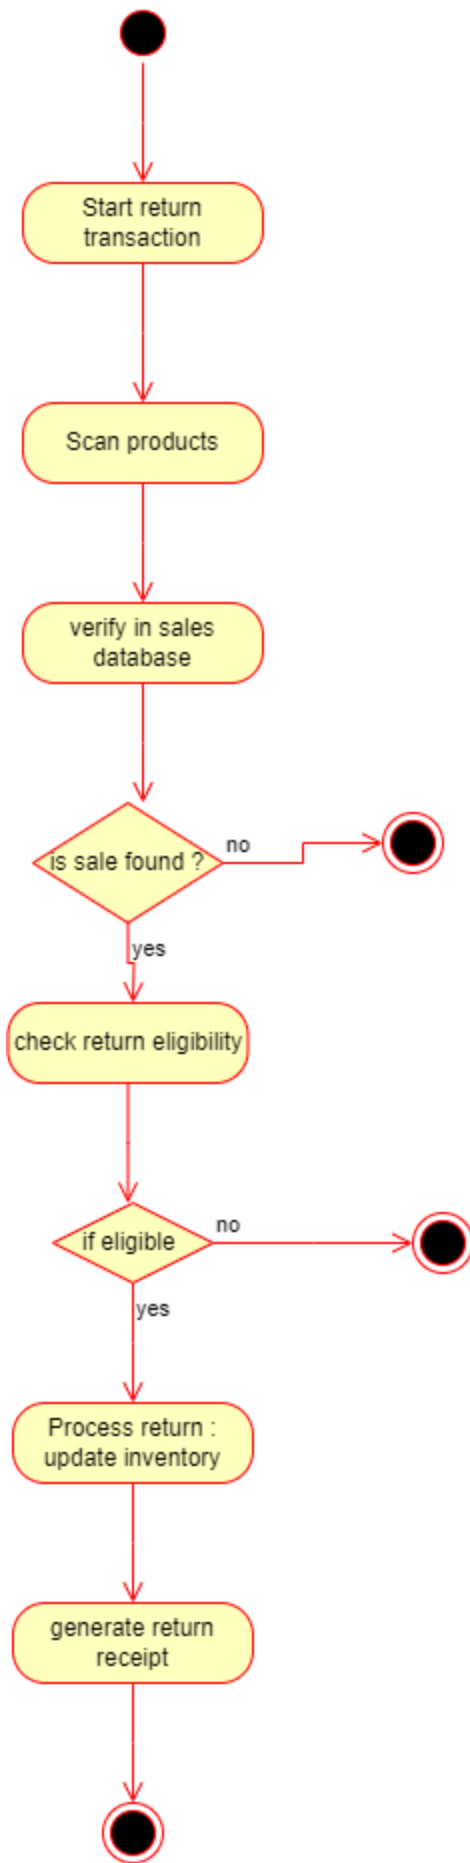 Start return
transaction
Scan products
verify in sales
database
is sale found ?
no
yes
check return eligibility
if eligible
no
yes
Process return :
update inventory
generate return
receipt